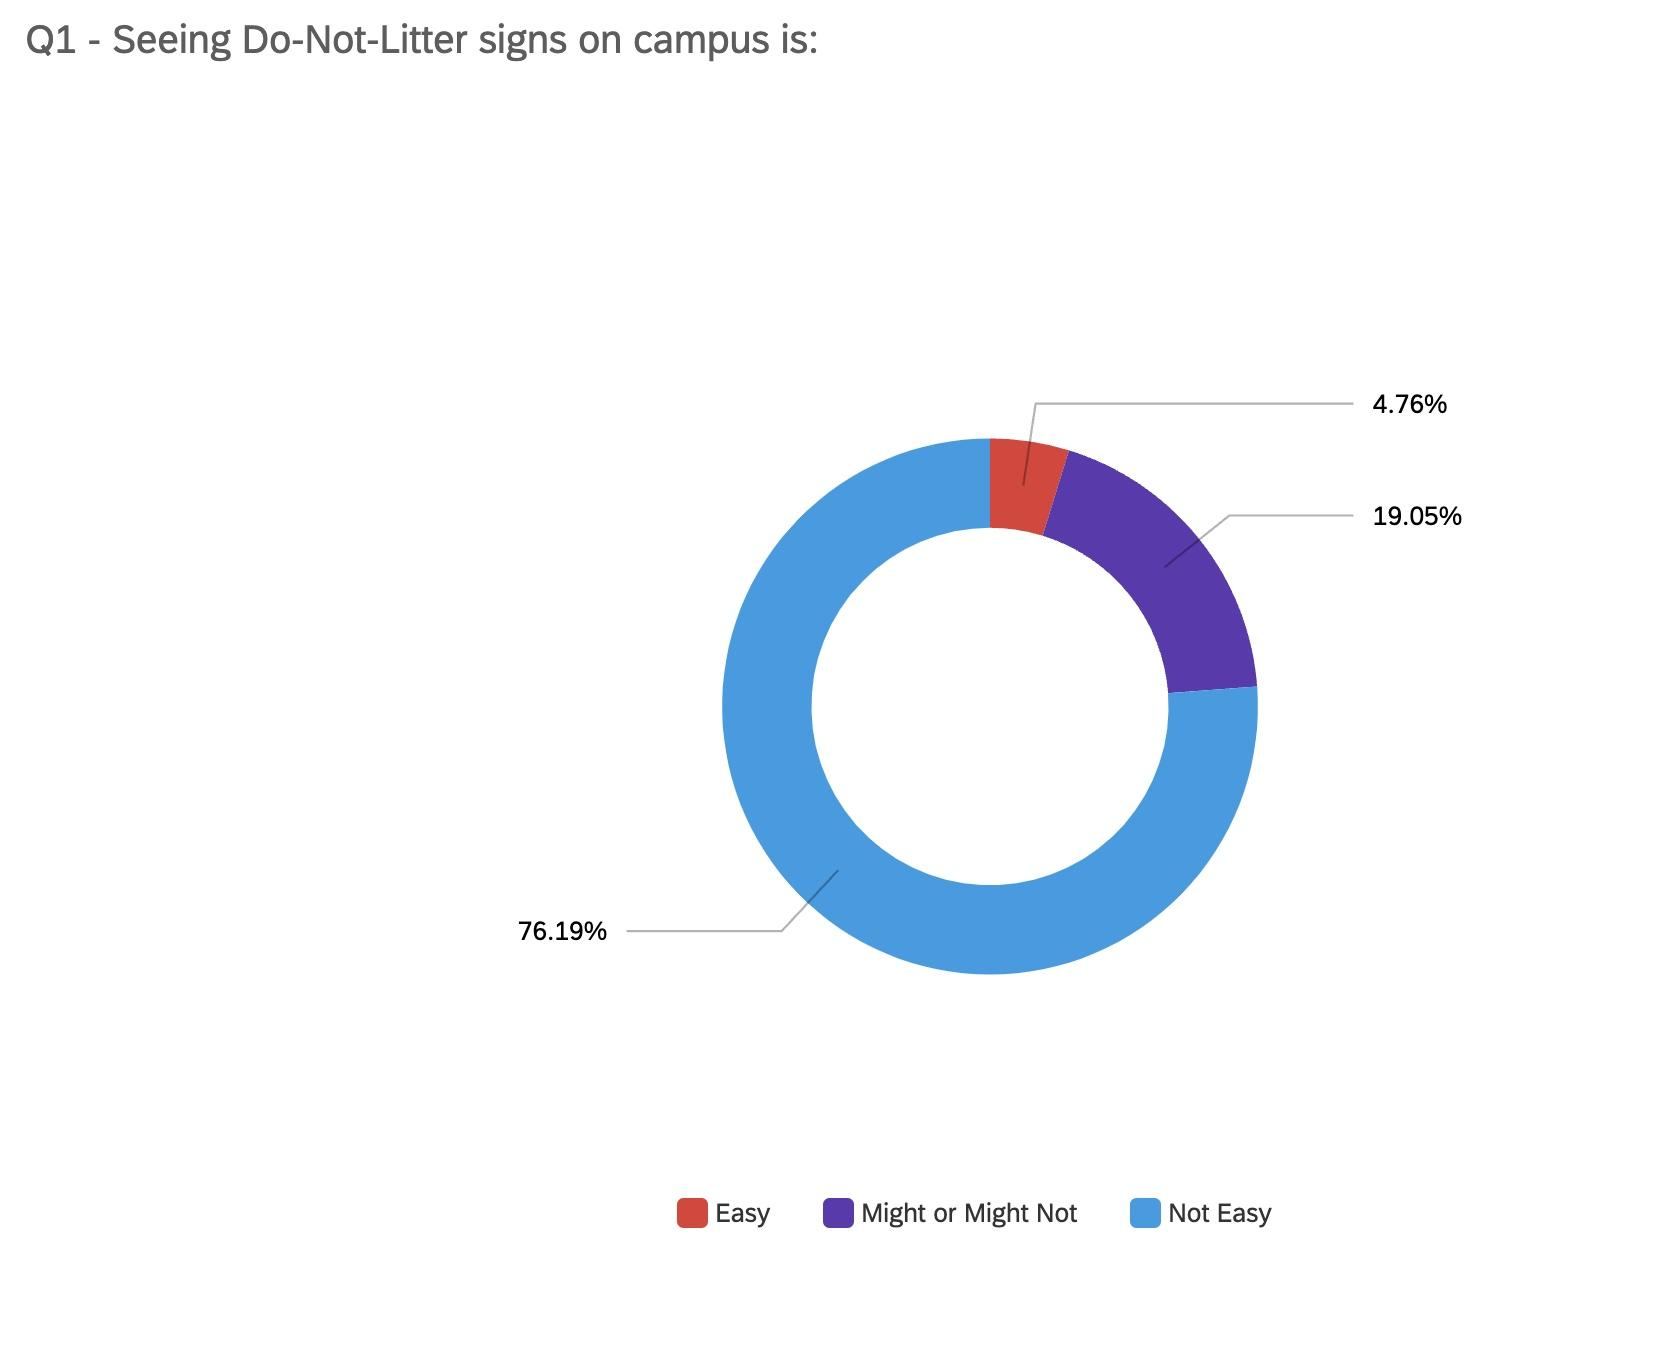 Q1 - Seeing Do-Not-Litter signs on campus is:
4.76%
19.05%
76.19%
Easy
Might or Might Not
Not Easy